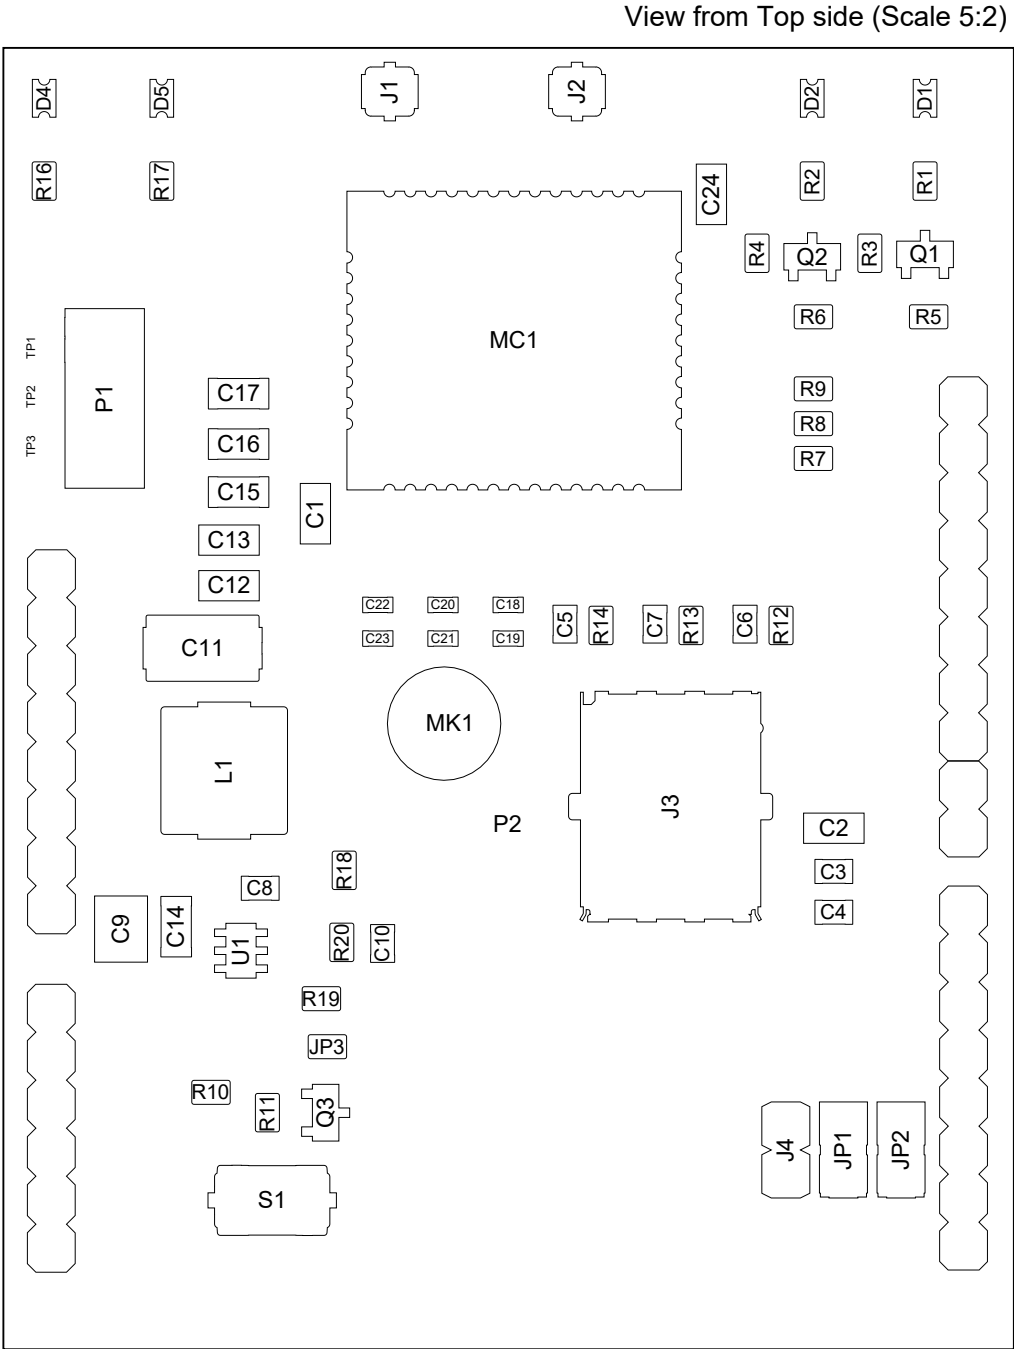 View from Top side (Scale 5:2)
D4 D5 J1 J2 D2 D1
R16 R17 C24 R2 R1
R4 Q2 R3 Q1
R6 R5
MC1
TP1
TP2
TP3
P1
C17
C16
C15
C1
C13
C12
C11
R9
R8
R7
C22 C20 C18
C23 C21 C19
C5 R14 C7 R13 C6 R12
MK1
L1
J3
P2
C2
C3
C4
R18
C8
C9 C14 U1 R20 C10
R19
JP3
R10 R11 Q3
J4 JP1 JP2
S1